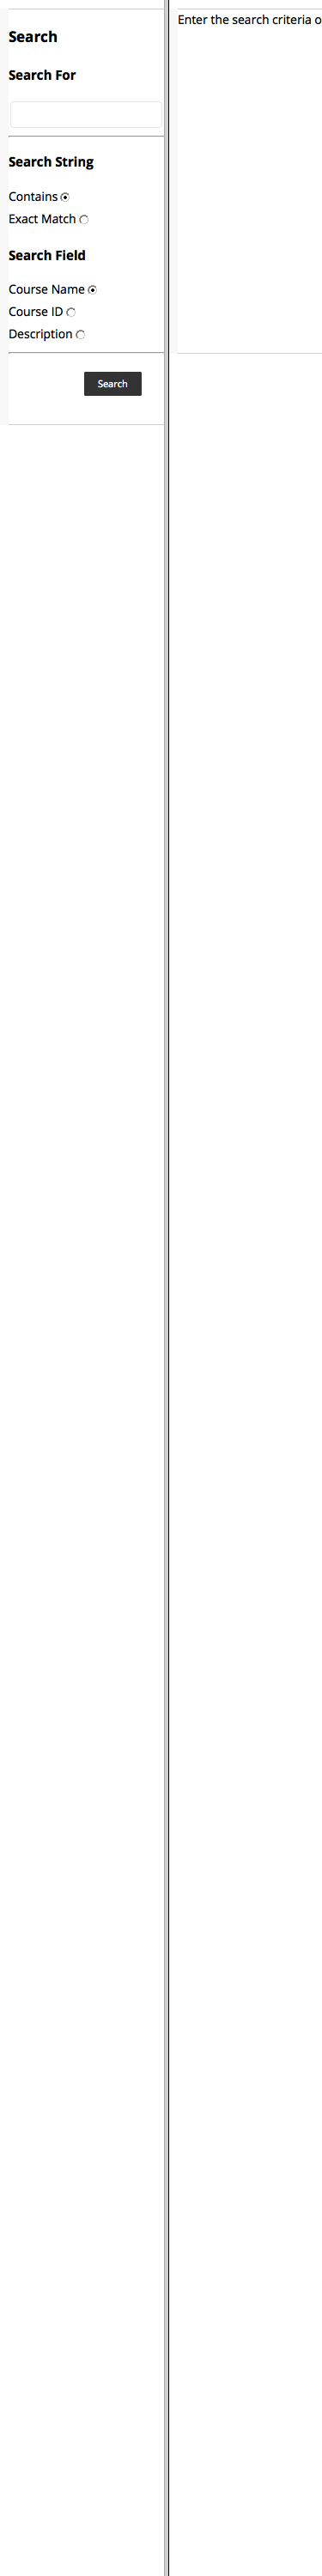 Search
Search For
Search String
Contains
Exact Match
Search Field
Course Name
Course ID
Description
Search
Enter the search criteria o